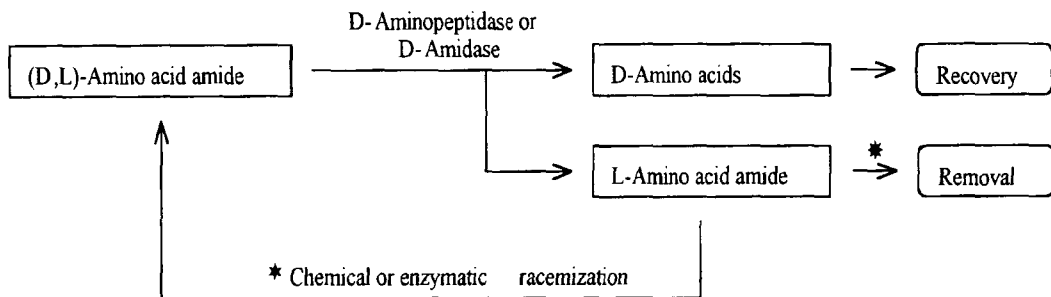 D-Aminopeptidase or
D-Amidase
(D,L)-Amino acid amide
D-Amino acids
Recovery
*
L-Amino acid amide
Removal
* Chemical or enzymatic racemization